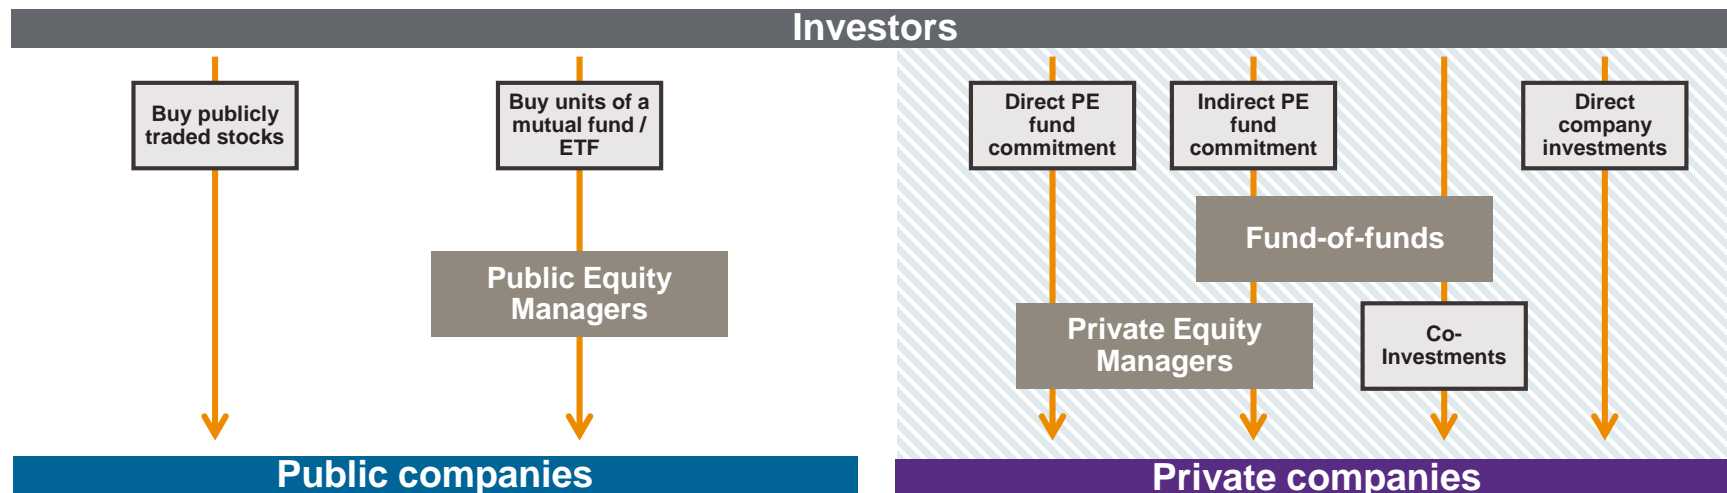 Investors
Buy publicly
traded stocks
Buy units of a
mutual fund /
ETF
Direct PE
fund
commitment
Indirect PE
fund
commitment
Direct
company
investments
Fund-of-funds
Public Equity
Managers
Private Equity
Managers
Co-
Investments
Public companies
Private companies